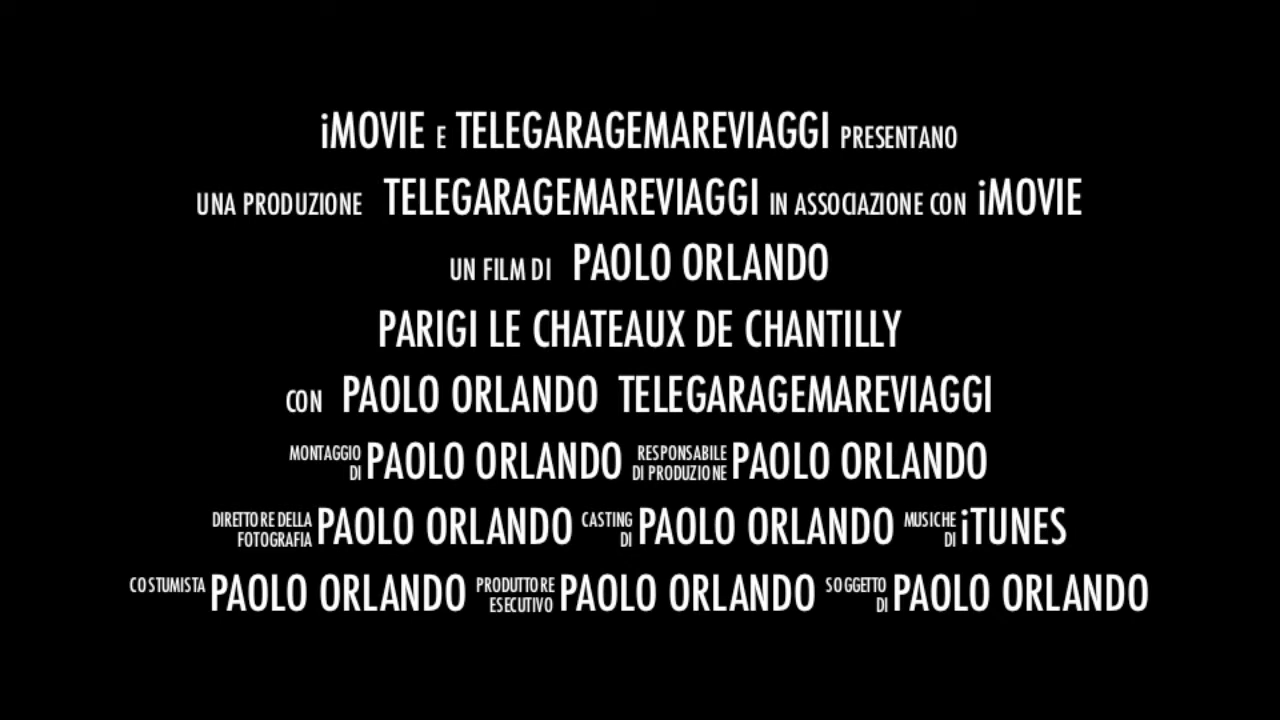 iMOVIE E TELEGARAGEMAREVIAGGI PRESENTANO
UNA PRODUZIONE TELEGARAGEMAREVIAGGI IN ASSOCIAZIONE CON iMOVIE
UN FILM DI PAOLO ORLANDO
PARIGI LE CHATEAUX DE CHANTILLY
CON PAOLO ORLANDO TELEGARAGEMAREVIAGGI
MONTAGGIO DI PAOLO ORLANDO RESPONSABILE DI PRODUZIONE PAOLO ORLANDO
DIRETTORE DELLA FOTOGRAFIA PAOLO ORLANDO CASTING DI PAOLO ORLANDO MUSICHE DI iTUNES
COSTUMISTA PAOLO ORLANDO PRODUTTORE ESECUTIVO PAOLO ORLANDO SOGGETTO DI PAOLO ORLANDO